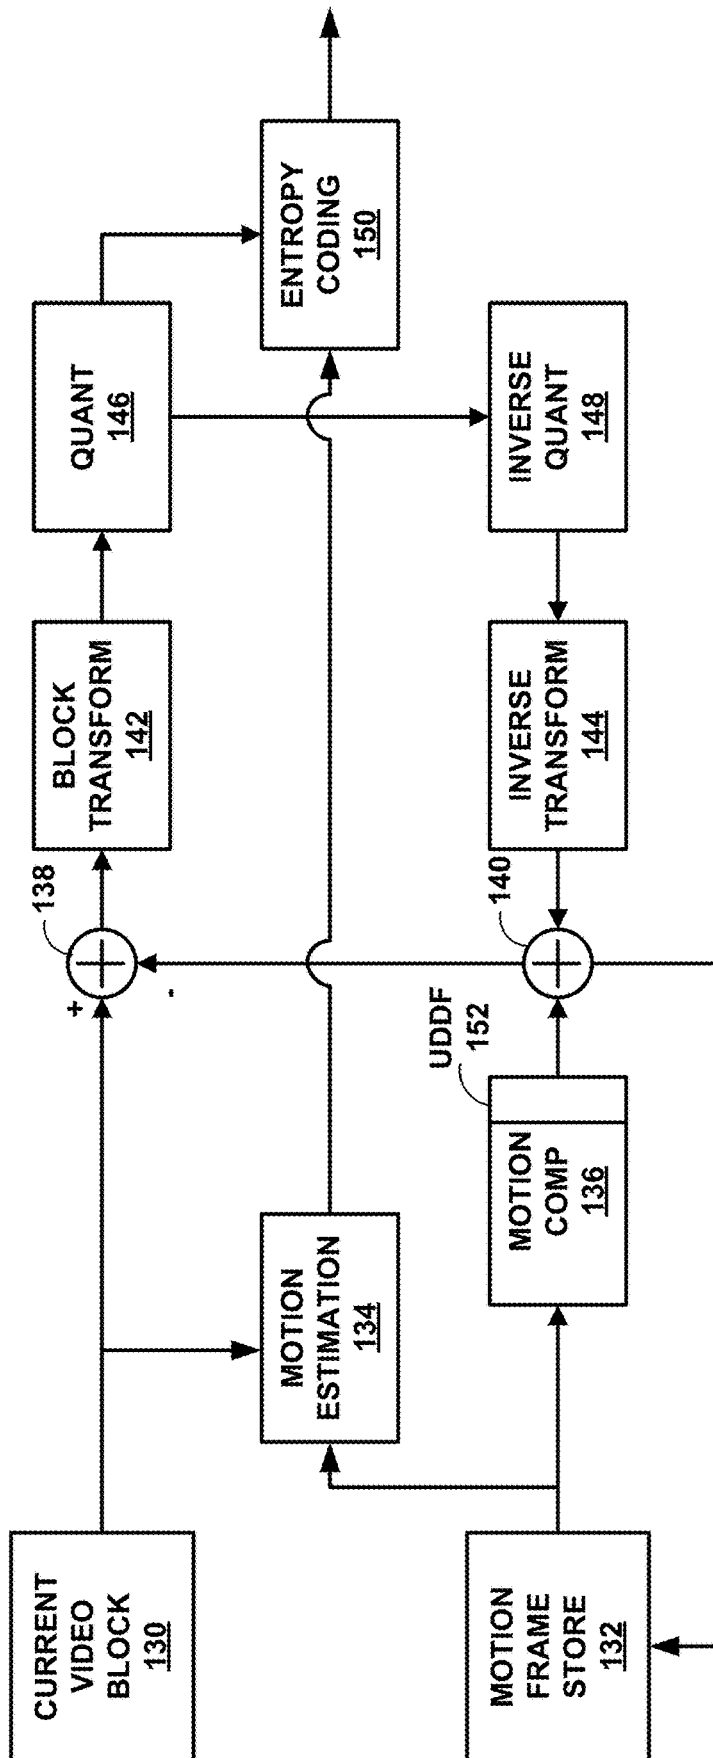 CURRENT
VIDEO
BLOCK
130
+
-
138
BLOCK
TRANSFORM
142
QUANT
146
MOTION
ESTIMATION
134
ENTROPY
CODING
150
MOTION
FRAME
STORE
132
MOTION
COMP
136
UDDF
152
140
INVERSE
TRANSFORM
144
INVERSE
QUANT
148